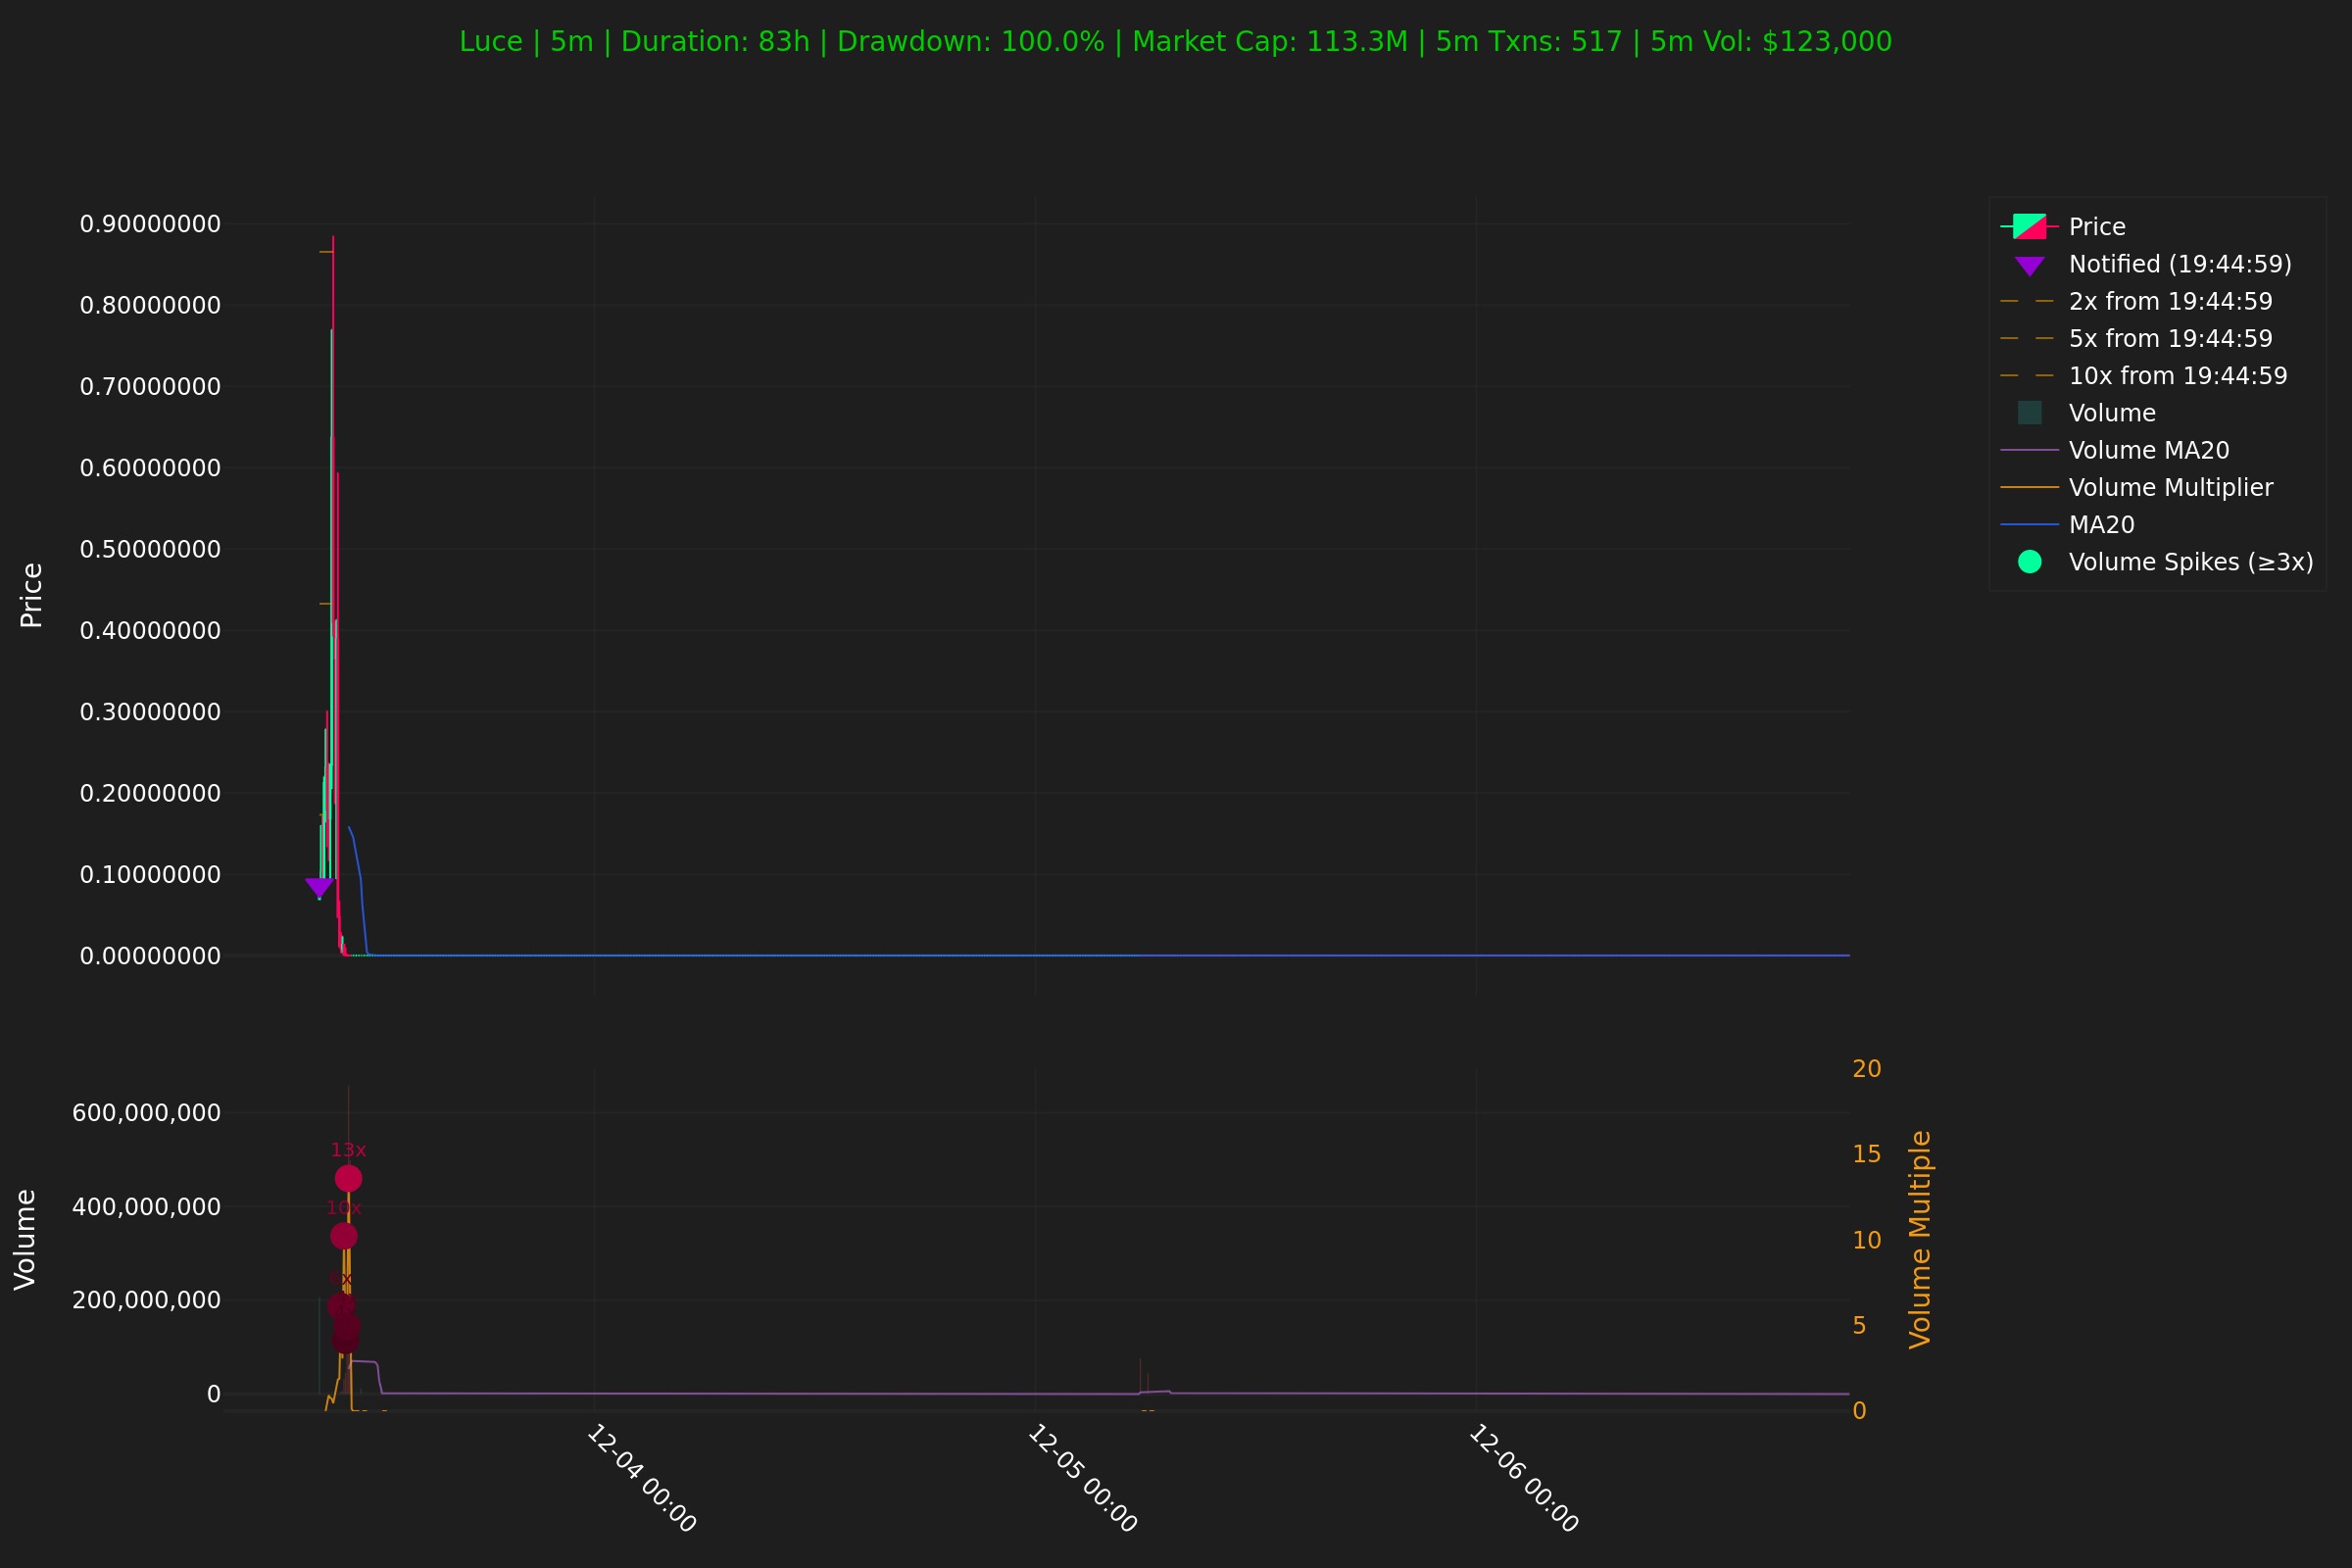 Luce | 5m | Duration: 83h | Drawdown: 100.0% | Market Cap: 113.3M | 5m Txns: 517 | 5m Vol: $123,000
Price
0.90000000
0.80000000
0.70000000
0.60000000
0.50000000
0.40000000
0.30000000
0.20000000
0.10000000
0.00000000
Price
Notified (19:44:59)
2x from 19:44:59
5x from 19:44:59
10x from 19:44:59
Volume
Volume MA20
Volume Multiplier
MA20
Volume Spikes (≥3x)
Volume
600,000,000
400,000,000
200,000,000
0
13x
10x
20
15
10
5
0
Volume Multiple
12-04 00:00
12-05 00:00
12-06 00:00